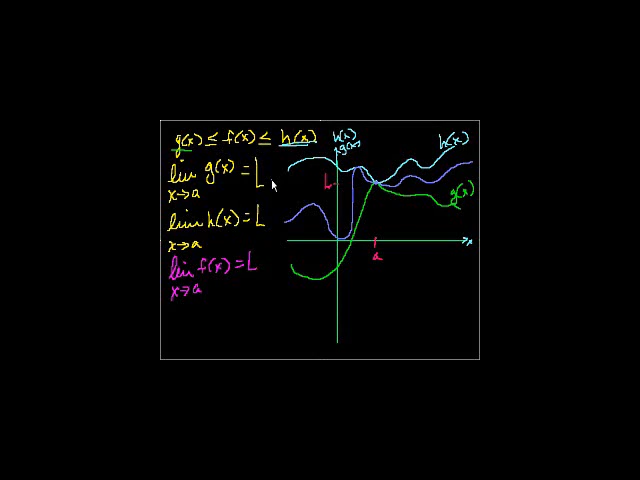 g(x) ≤ f(x) ≤ h(x)
lim g(x) = L
x→a
lim h(x) = L
x→a
lim f(x) = L
x→a
h(x)
g(x)
h(x)
g(x)
L
x
a